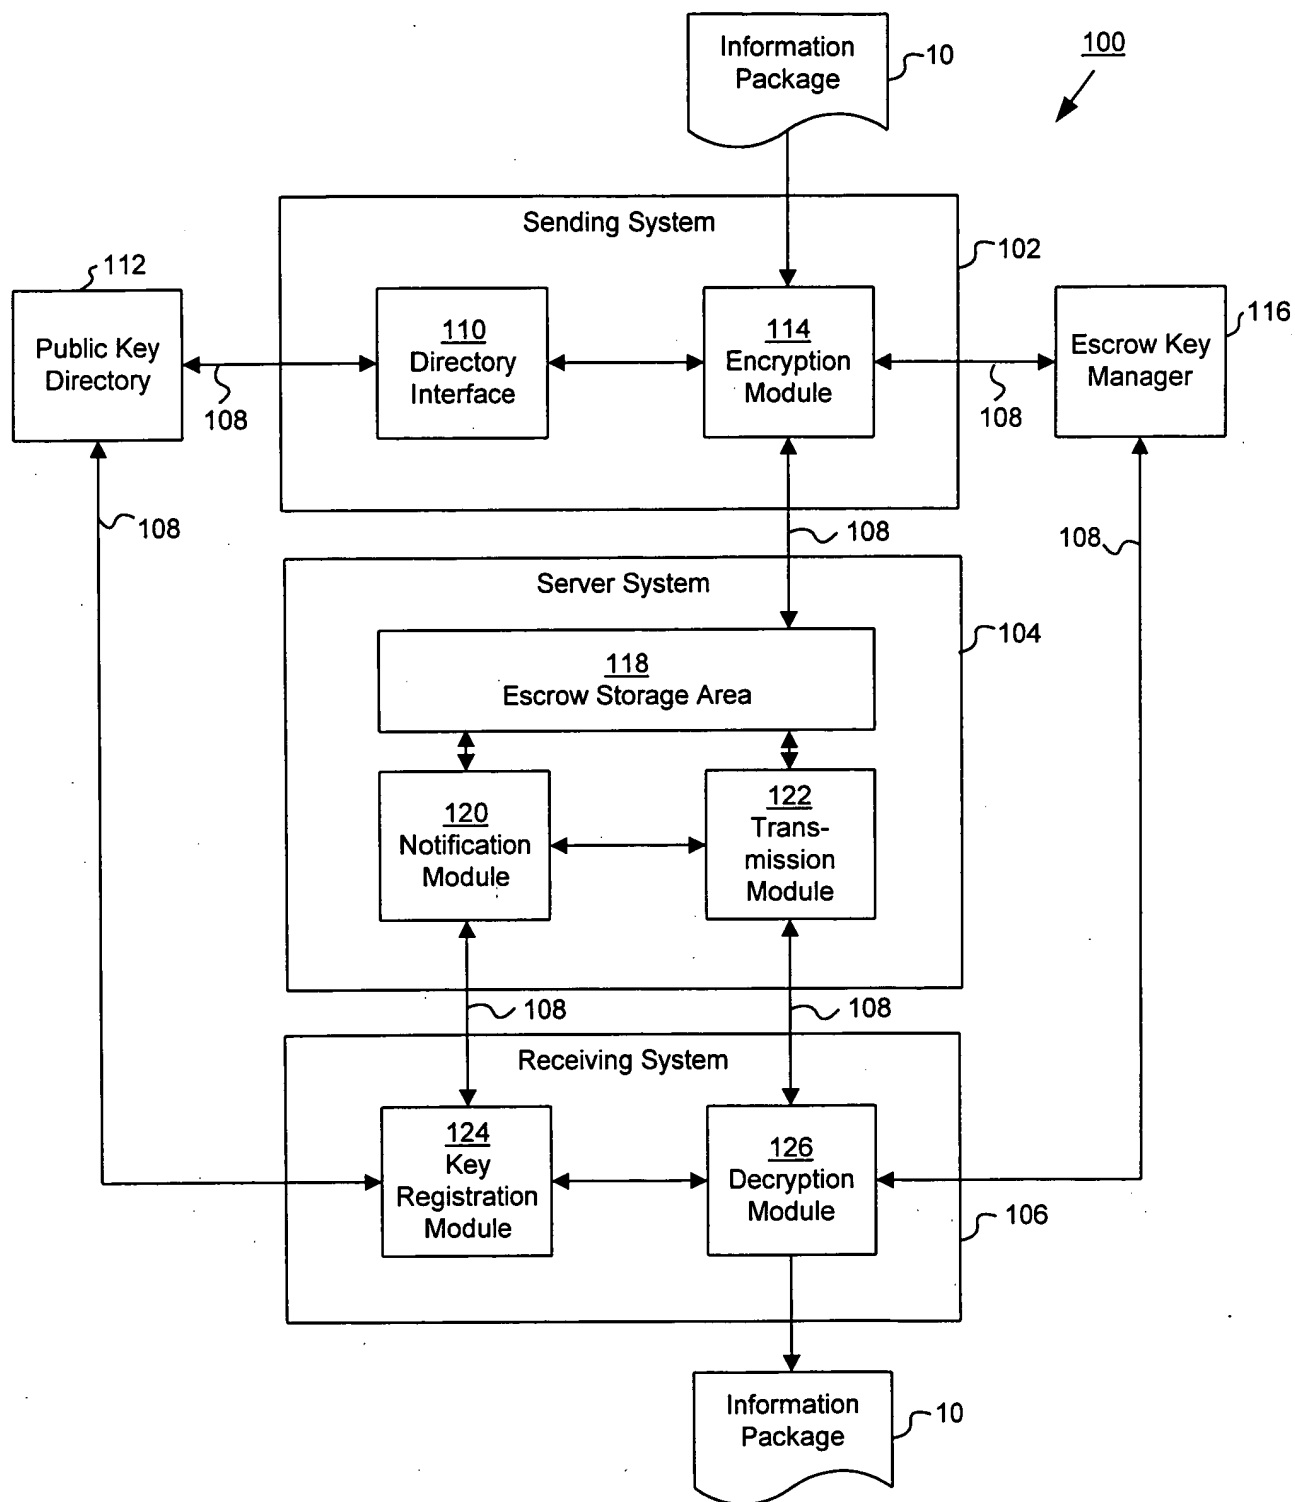 Information
Package
10
100
Sending System
102
112
Public Key
Directory
108
110
Directory
Interface
114
Encryption
Module
108
116
Escrow Key
Manager
108
108
108
Server System
104
118
Escrow Storage Area
120
Notification
Module
122
Trans-
mission
Module
108
108
Receiving System
124
Key
Registration
Module
126
Decryption
Module
106
Information
Package
10